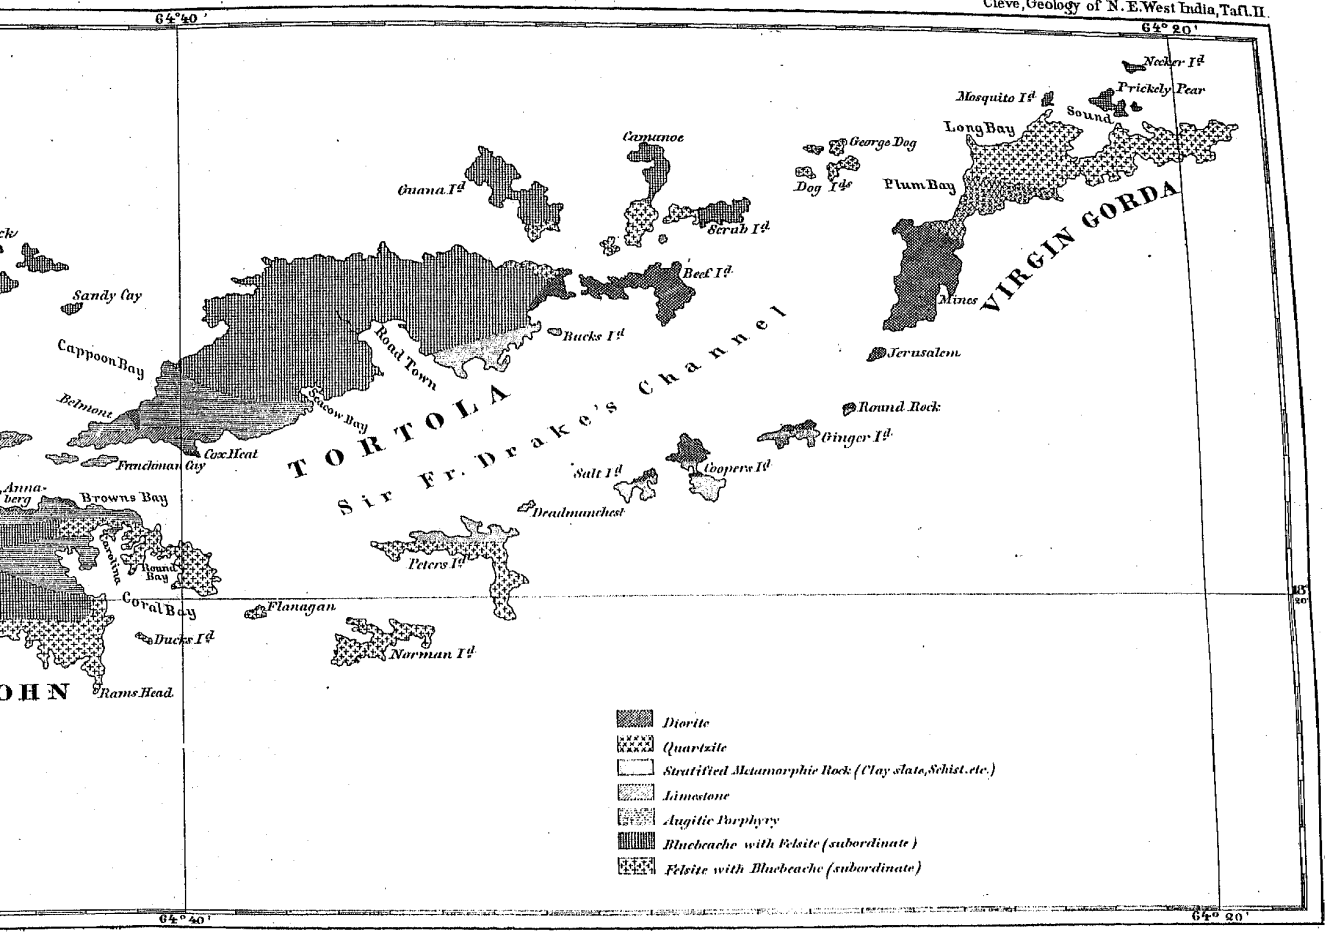 Cleve, Geology of N.E. West India, Tafl. II.
64° 40'
64° 20'
Necker Id
Mosquito Id
Prickely Pear
Sound
Long Bay
Camanoe
George Dog
Guana Id
Dog Ids
Plum Bay
Scrab Id
VIRGIN GORDA
Beef Id
Sandy Cay
Mines
Bucks Id
Cappoon Bay
Road Town
Jerusalem
Belmont
Seacow Bay
TORTOLA
Sir Fr. Drake's Channel
Round Rock
Ginger Id
Cox Heat
Frenchman Cay
Salt Id
Coopers Id
Anna-
berg
Browns Bay
Deadmanchest
Carolina
Peters Id
Round
Bay
18°
20'
Coral Bay
Flanagan
Ducks Id
Norman Id
OHN
Rams Head
Diorite
Quartzite
Stratified Metamorphic Rock (Clay slate, Schist. etc.)
Limestone
Augitic Porphyry
Bluebeache with Felsite (subordinate)
Felsite with Bluebeache (subordinate)
64° 40'
64° 20'